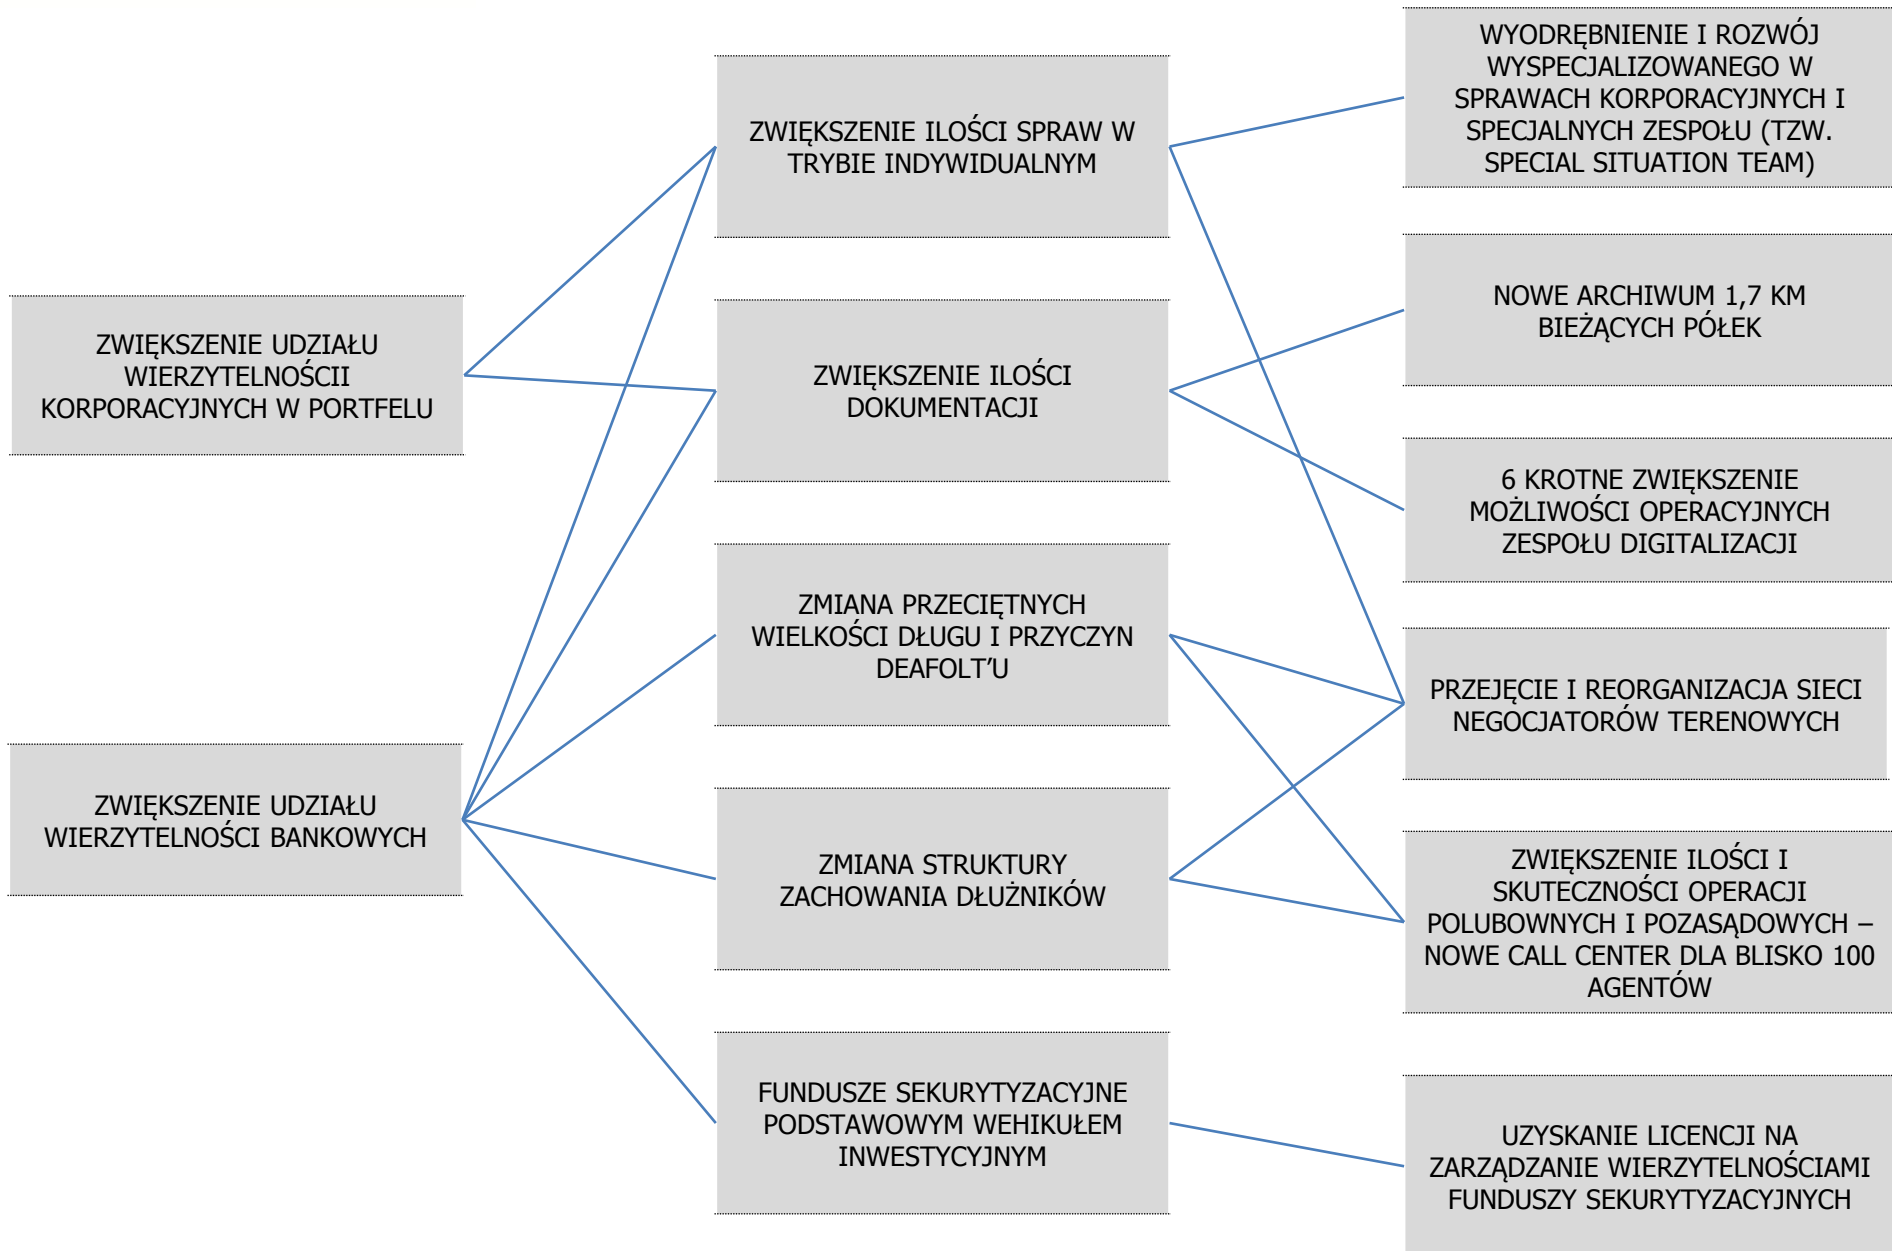 ZWIĘKSZENIE UDZIAŁU
WIERZYTELNOŚCII
KORPORACYJNYCH W PORTFELU
ZWIĘKSZENIE UDZIAŁU
WIERZYTELNOŚCI BANKOWYCH
ZWIĘKSZENIE ILOŚCI SPRAW W
TRYBIE INDYWIDUALNYM
ZWIĘKSZENIE ILOŚCI
DOKUMENTACJI
ZMIANA PRZECIĘTNYCH
WIELKOŚCI DŁUGU I PRZYCZYN
DEAFOLT’U
ZMIANA STRUKTURY
ZACHOWANIA DŁUŻNIKÓW
FUNDUSZE SEKURYTYZACYJNE
PODSTAWOWYM WEHIKUŁEM
INWESTYCYJNYM
WYODRĘBNIENIE I ROZWÓJ
WYSPECJALIZOWANEGO W
SPRAWACH KORPORACYJNYCH I
SPECJALNYCH ZESPOŁU (TZW.
SPECIAL SITUATION TEAM)
NOWE ARCHIWUM 1,7 KM
BIEŻĄCYCH PÓŁEK
6 KROTNE ZWIĘKSZENIE
MOŻLIWOŚCI OPERACYJNYCH
ZESPOŁU DIGITALIZACJI
PRZEJĘCIE I REORGANIZACJA SIECI
NEGOCJATORÓW TERENOWYCH
ZWIĘKSZENIE ILOŚCI I
SKUTECZNOŚCI OPERACJI
POLUBOWNYCH I POZASĄDOWYCH –
NOWE CALL CENTER DLA BLISKO 100
AGENTÓW
UZYSKANIE LICENCJI NA
ZARZĄDZANIE WIERZYTELNOŚCIAMI
FUNDUSZY SEKURYTYZACYJNYCH